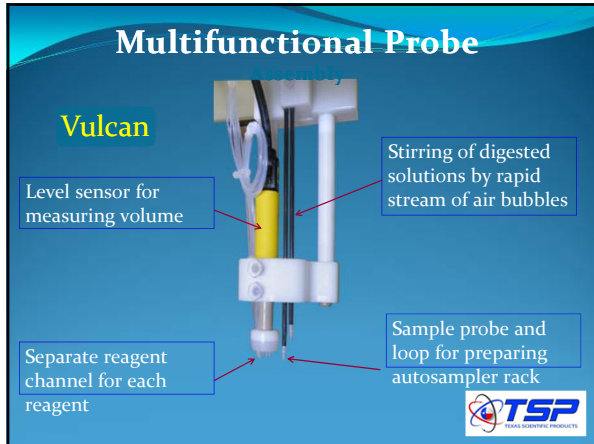 Multifunctional Probe
Assembly
Vulcan
Level sensor for
measuring volume
Stirring of digested
solutions by rapid
stream of air bubbles
Separate reagent
channel for each
reagent
Sample probe and
loop for preparing
autosampler rack
TSP
TEXAS SCIENTIFIC PRODUCTS